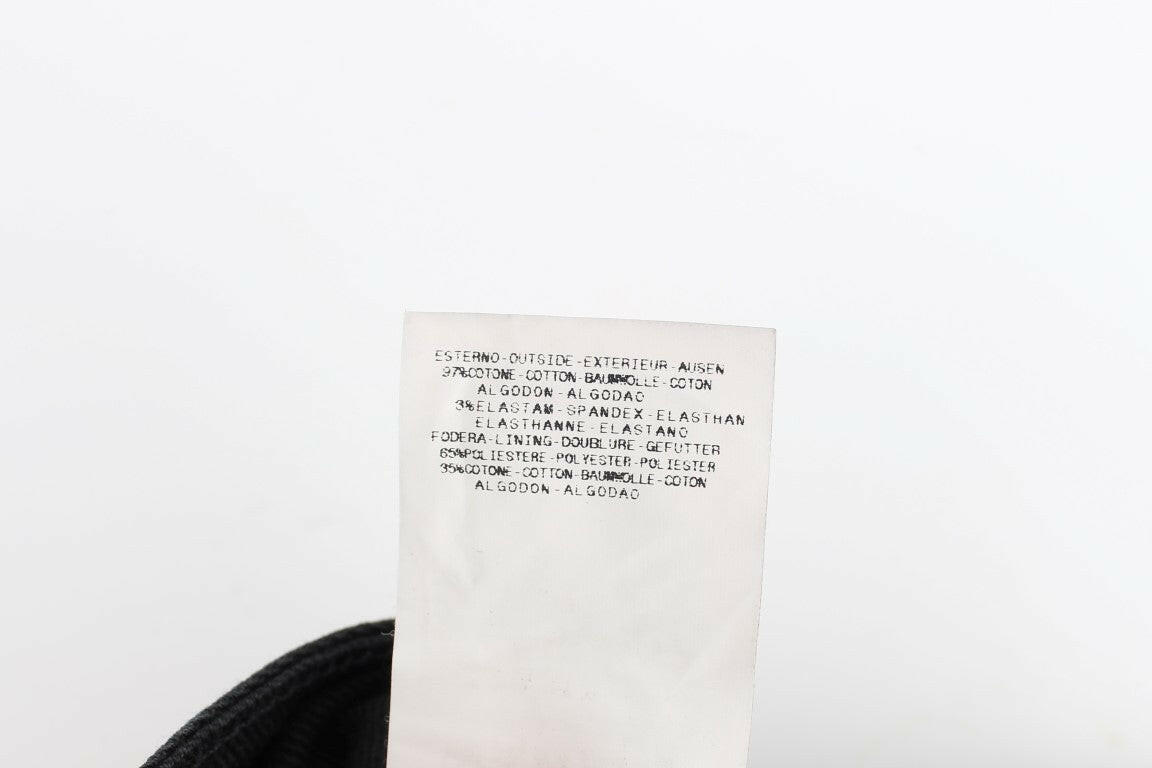 ESTERNO-OUTSIDE-EXTERIEUR-AUSEN
97%COTONE-COTTON-BAUMWOLLE-COTON
ALGODON-ALGODAO
3%ELASTAM-SPANDEX-ELASTHAN
ELASTHANNE-ELASTANO
FODERA-LINING-DOUBLURE-GEFUTTER
65%POLIESTERE-POLYESTER-POLIESTER
35%COTONE-COTTON-BAUMWOLLE-COTON
ALGODON-ALGODAO